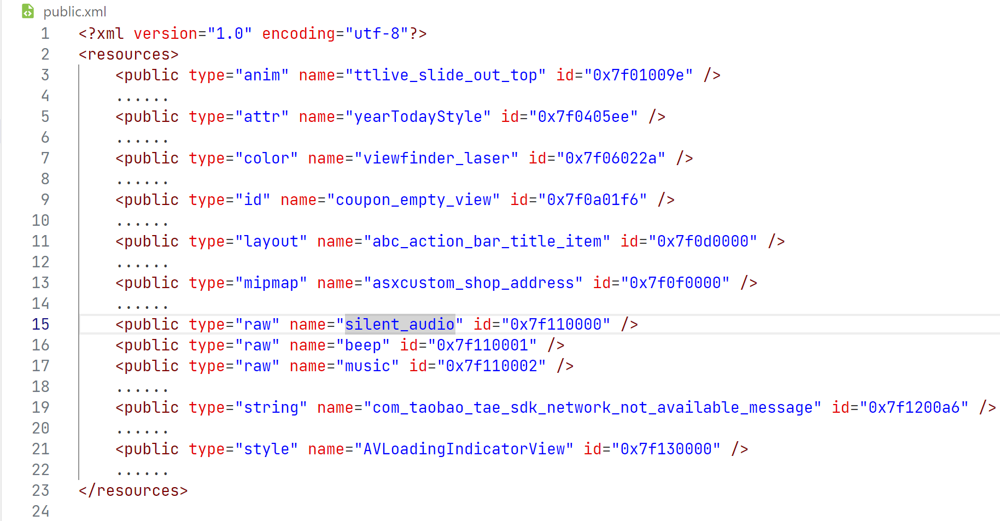 public.xml
1 <?xml version="1.0" encoding="utf-8"?>
2 <resources>
3 <public type="anim" name="ttlive_slide_out_top" id="0x7f01009e" />
4 ......
5 <public type="attr" name="yearTodayStyle" id="0x7f0405ee" />
6 ......
7 <public type="color" name="viewfinder_laser" id="0x7f06022a" />
8 ......
9 <public type="id" name="coupon_empty_view" id="0x7f0a01f6" />
10 ......
11 <public type="layout" name="abc_action_bar_title_item" id="0x7f0d0000" />
12 ......
13 <public type="mipmap" name="asxcustom_shop_address" id="0x7f0f0000" />
14 ......
15 <public type="raw" name="silent_audio" id="0x7f110000" />
16 <public type="raw" name="beep" id="0x7f110001" />
17 <public type="raw" name="music" id="0x7f110002" />
18 ......
19 <public type="string" name="com_taobao_tae_sdk_network_not_available_message" id="0x7f1200a6" />
20 ......
21 <public type="style" name="AVLoadingIndicatorView" id="0x7f130000" />
22 ......
23 </resources>
24